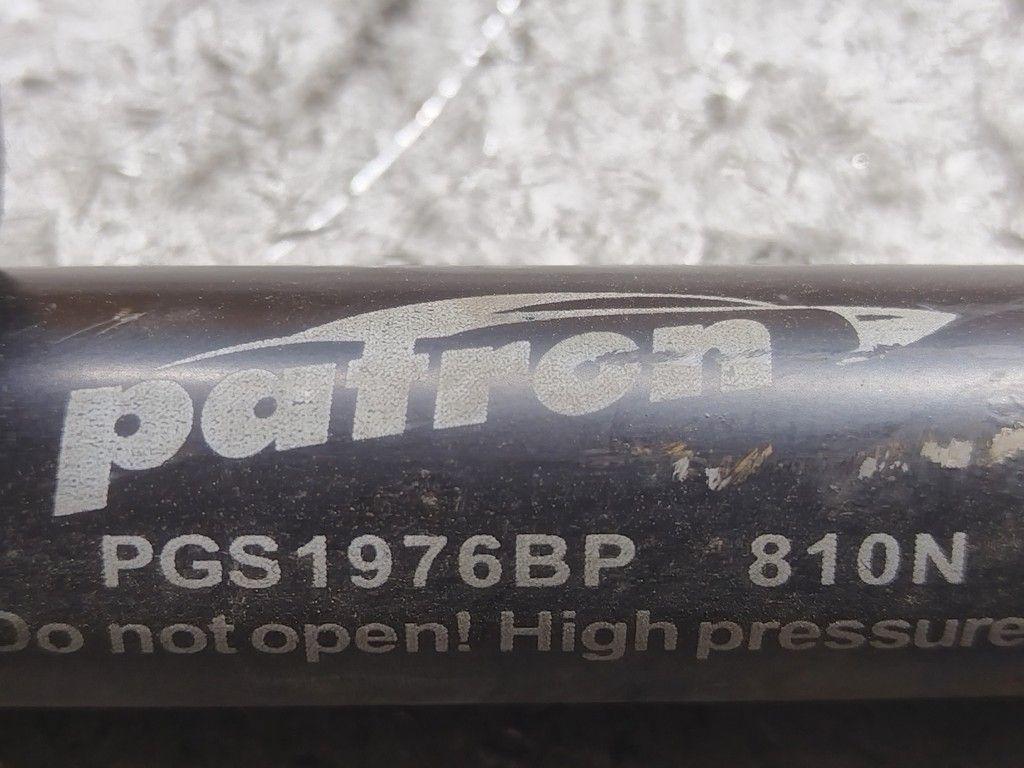 patron
PGS1976BP 810N
Do not open! High pressure